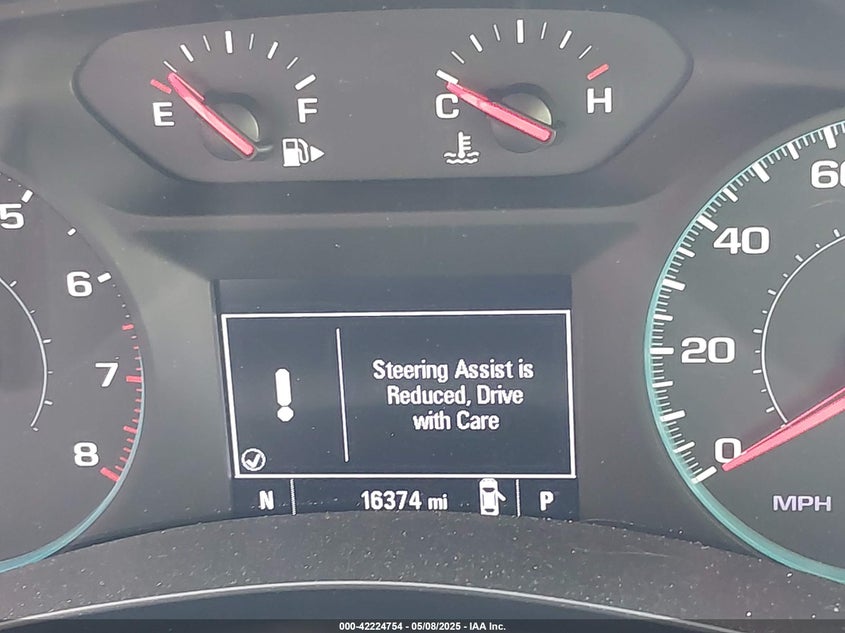 E F
C H
5
6
7
8
60
40
20
0
MPH
Steering Assist is
Reduced, Drive
with Care
N 16374 mi P
000-42224754 - 05/08/2025 - IAA Inc.